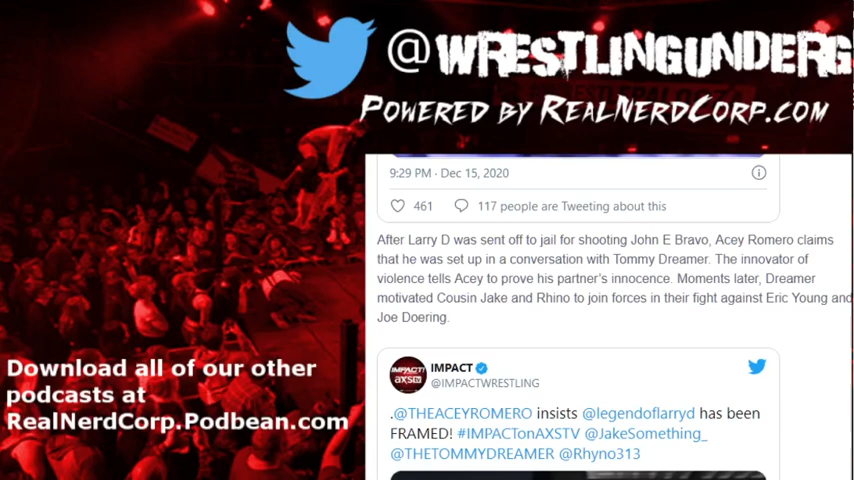 @WRESTLINGUNDERG
POWERED BY REALNERDCORP.COM
9:29 PM · Dec 15, 2020
461 117 people are Tweeting about this
After Larry D was sent off to jail for shooting John E Bravo, Acey Romero claims
that he was set up in a conversation with Tommy Dreamer. The innovator of
violence tells Acey to prove his partner's innocence. Moments later, Dreamer
motivated Cousin Jake and Rhino to join forces in their fight against Eric Young and
Joe Doering.
Download all of our other
podcasts at
RealNerdCorp.Podbean.com
IMPACT!
axstv
IMPACT
@IMPACTWRESTLING
.@THEACEYROMERO insists @legendoflarryd has been
FRAMED! #IMPACTonAXSTV @JakeSomething_
@THETOMMYDREAMER @Rhyno313